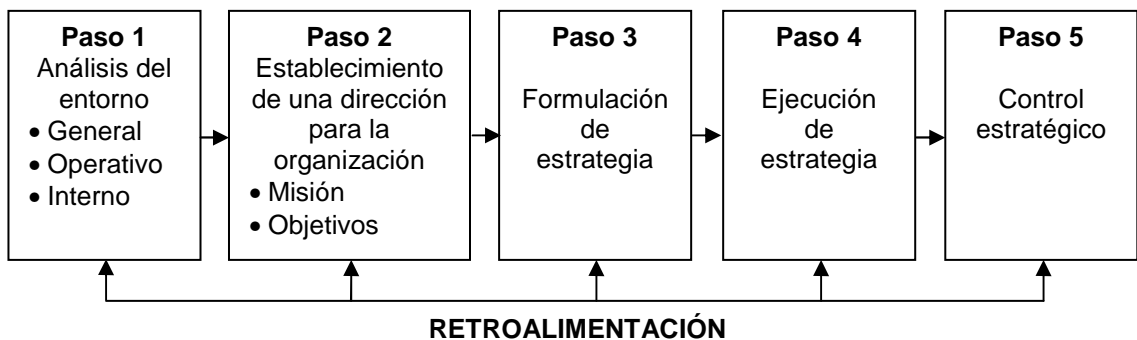 Paso 1
Análisis del
entorno
• General
• Operativo
• Interno
Paso 2
Establecimiento
de una dirección
para la
organización
• Misión
• Objetivos
Paso 3
Formulación
de
estrategia
Paso 4
Ejecución
de
estrategia
Paso 5
Control
estratégico
RETROALIMENTACIÓN